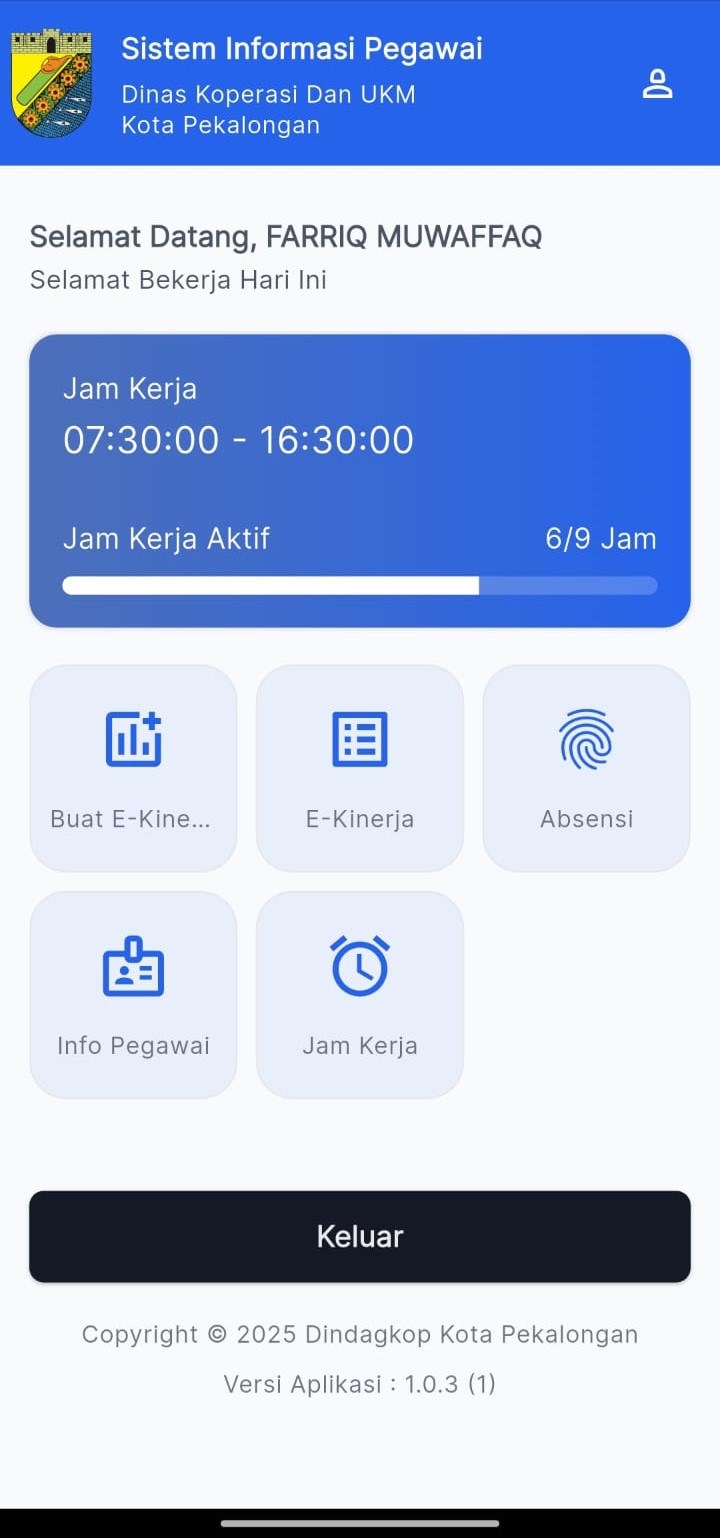 Sistem Informasi Pegawai
Dinas Koperasi Dan UKM
Kota Pekalongan
Selamat Datang, FARRIQ MUWAFFAQ
Selamat Bekerja Hari Ini
Jam Kerja
07:30:00 - 16:30:00
Jam Kerja Aktif 6/9 Jam
Buat E-Kine... E-Kinerja Absensi
Info Pegawai Jam Kerja
Keluar
Copyright © 2025 Dindagkop Kota Pekalongan
Versi Aplikasi : 1.0.3 (1)